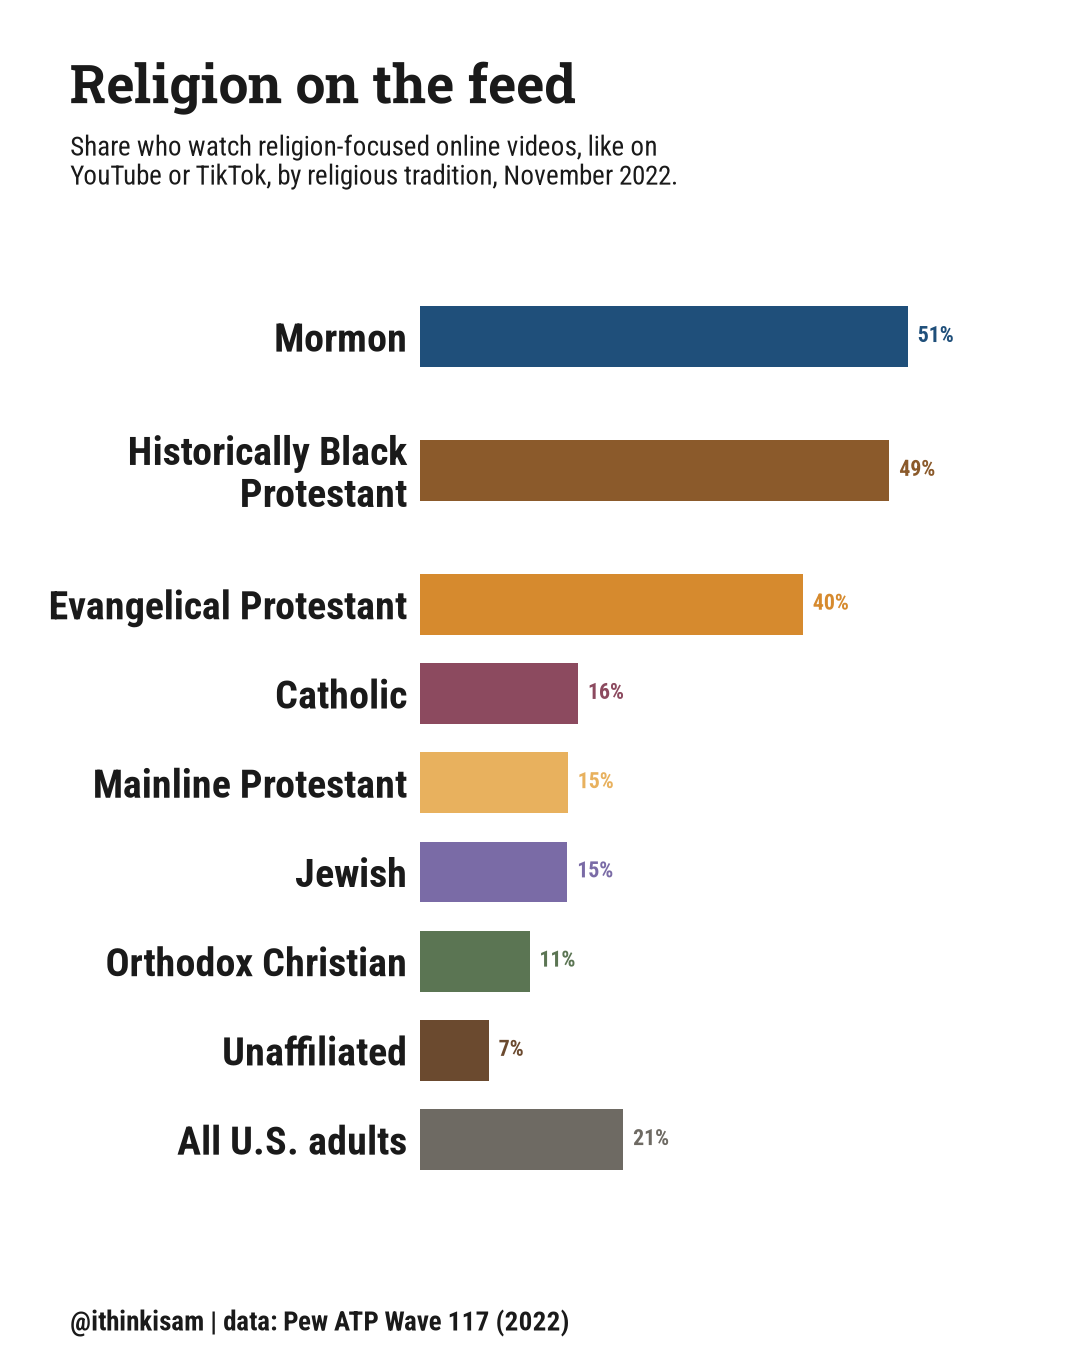 Religion on the feed
Share who watch religion-focused online videos, like on
YouTube or TikTok, by religious tradition, November 2022.
Mormon 51%
Historically Black
Protestant 49%
Evangelical Protestant 40%
Catholic 16%
Mainline Protestant 15%
Jewish 15%
Orthodox Christian 11%
Unaffiliated 7%
All U.S. adults 21%
@ithinkisam | data: Pew ATP Wave 117 (2022)